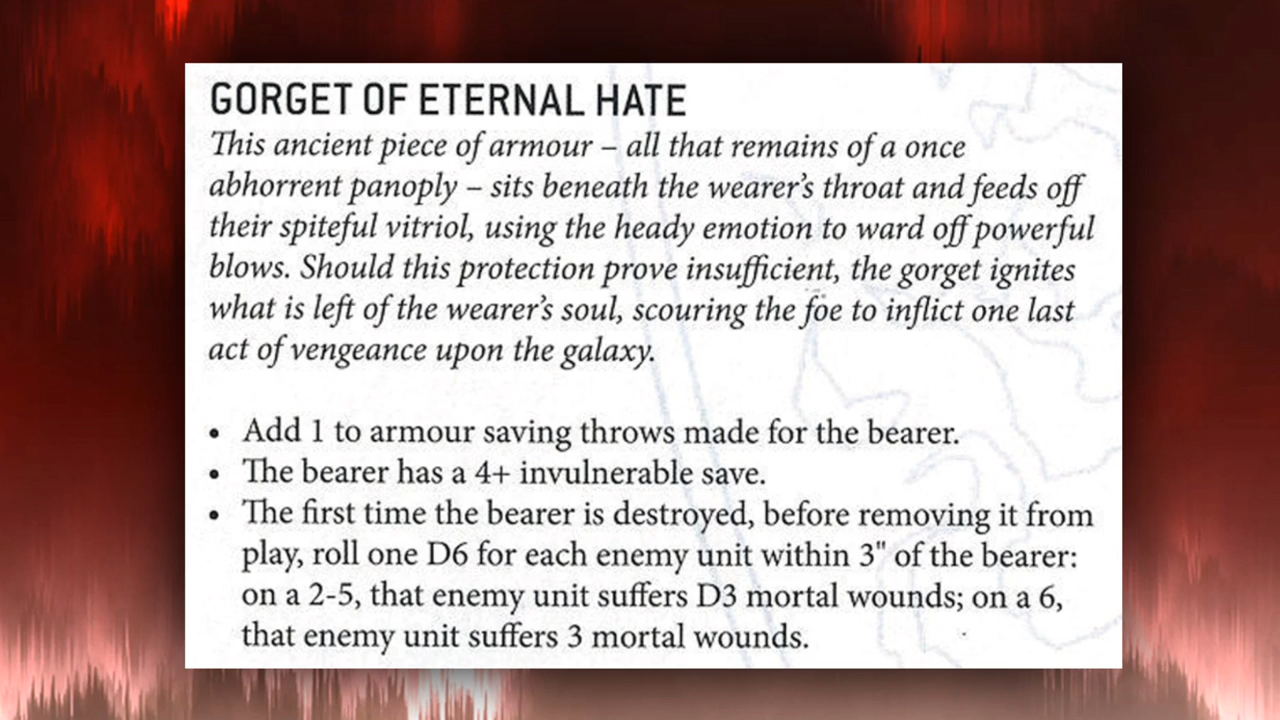 GORGET OF ETERNAL HATE
This ancient piece of armour – all that remains of a once
abhorrent panoply – sits beneath the wearer's throat and feeds off
their spiteful vitriol, using the heady emotion to ward off powerful
blows. Should this protection prove insufficient, the gorget ignites
what is left of the wearer's soul, scouring the foe to inflict one last
act of vengeance upon the galaxy.
• Add 1 to armour saving throws made for the bearer.
• The bearer has a 4+ invulnerable save.
• The first time the bearer is destroyed, before removing it from
play, roll one D6 for each enemy unit within 3" of the bearer:
on a 2-5, that enemy unit suffers D3 mortal wounds; on a 6,
that enemy unit suffers 3 mortal wounds.